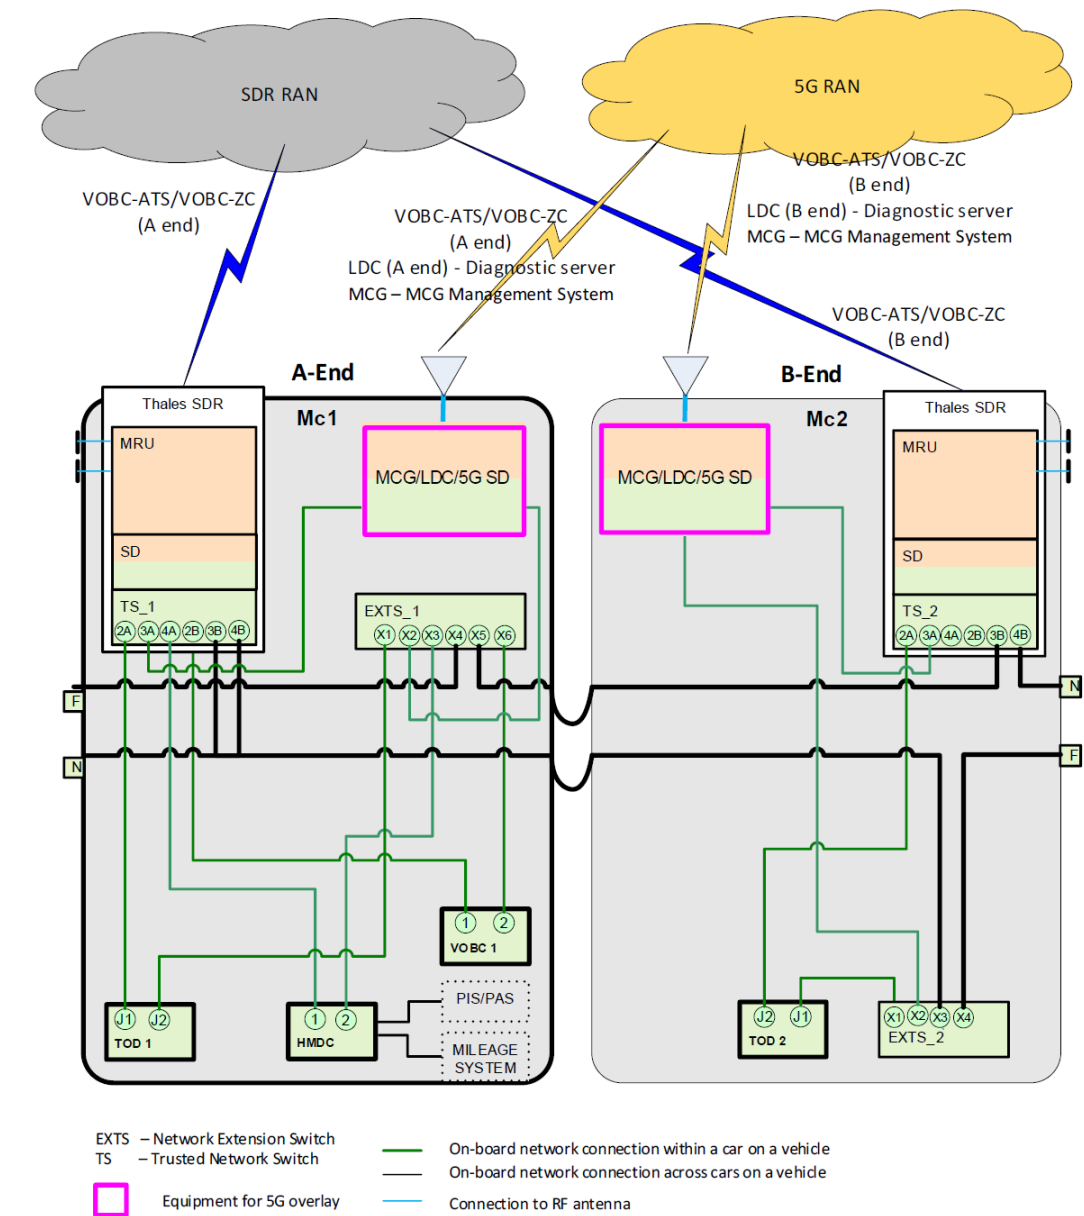 SDR RAN
5G RAN
VOBC-ATS/VOBC-ZC
(A end)
VOBC-ATS/VOBC-ZC
(A end)
LDC (A end) - Diagnostic server
MCG – MCG Management System
VOBC-ATS/VOBC-ZC
(B end)
LDC (B end) - Diagnostic server
MCG – MCG Management System
VOBC-ATS/VOBC-ZC
(B end)
A-End
B-End
Thales SDR
Mc1
Mc2
Thales SDR
MRU
MCG/LDC/5G SD
MCG/LDC/5G SD
MRU
SD
SD
TS_1
2A 3A 4A 2B 3B 4B
EXTS_1
X1 X2 X3 X4 X5 X6
TS_2
2A 3A 4A 2B 3B 4B
F
N
N
F
1 2
VOBC 1
J1 J2
TOD 1
1 2
HMDC
PIS/PAS
MILEAGE
SYSTEM
J2 J1
TOD 2
X1 X2 X3 X4
EXTS_2
EXTS – Network Extension Switch
TS – Trusted Network Switch
Equipment for 5G overlay
On-board network connection within a car on a vehicle
On-board network connection across cars on a vehicle
Connection to RF antenna